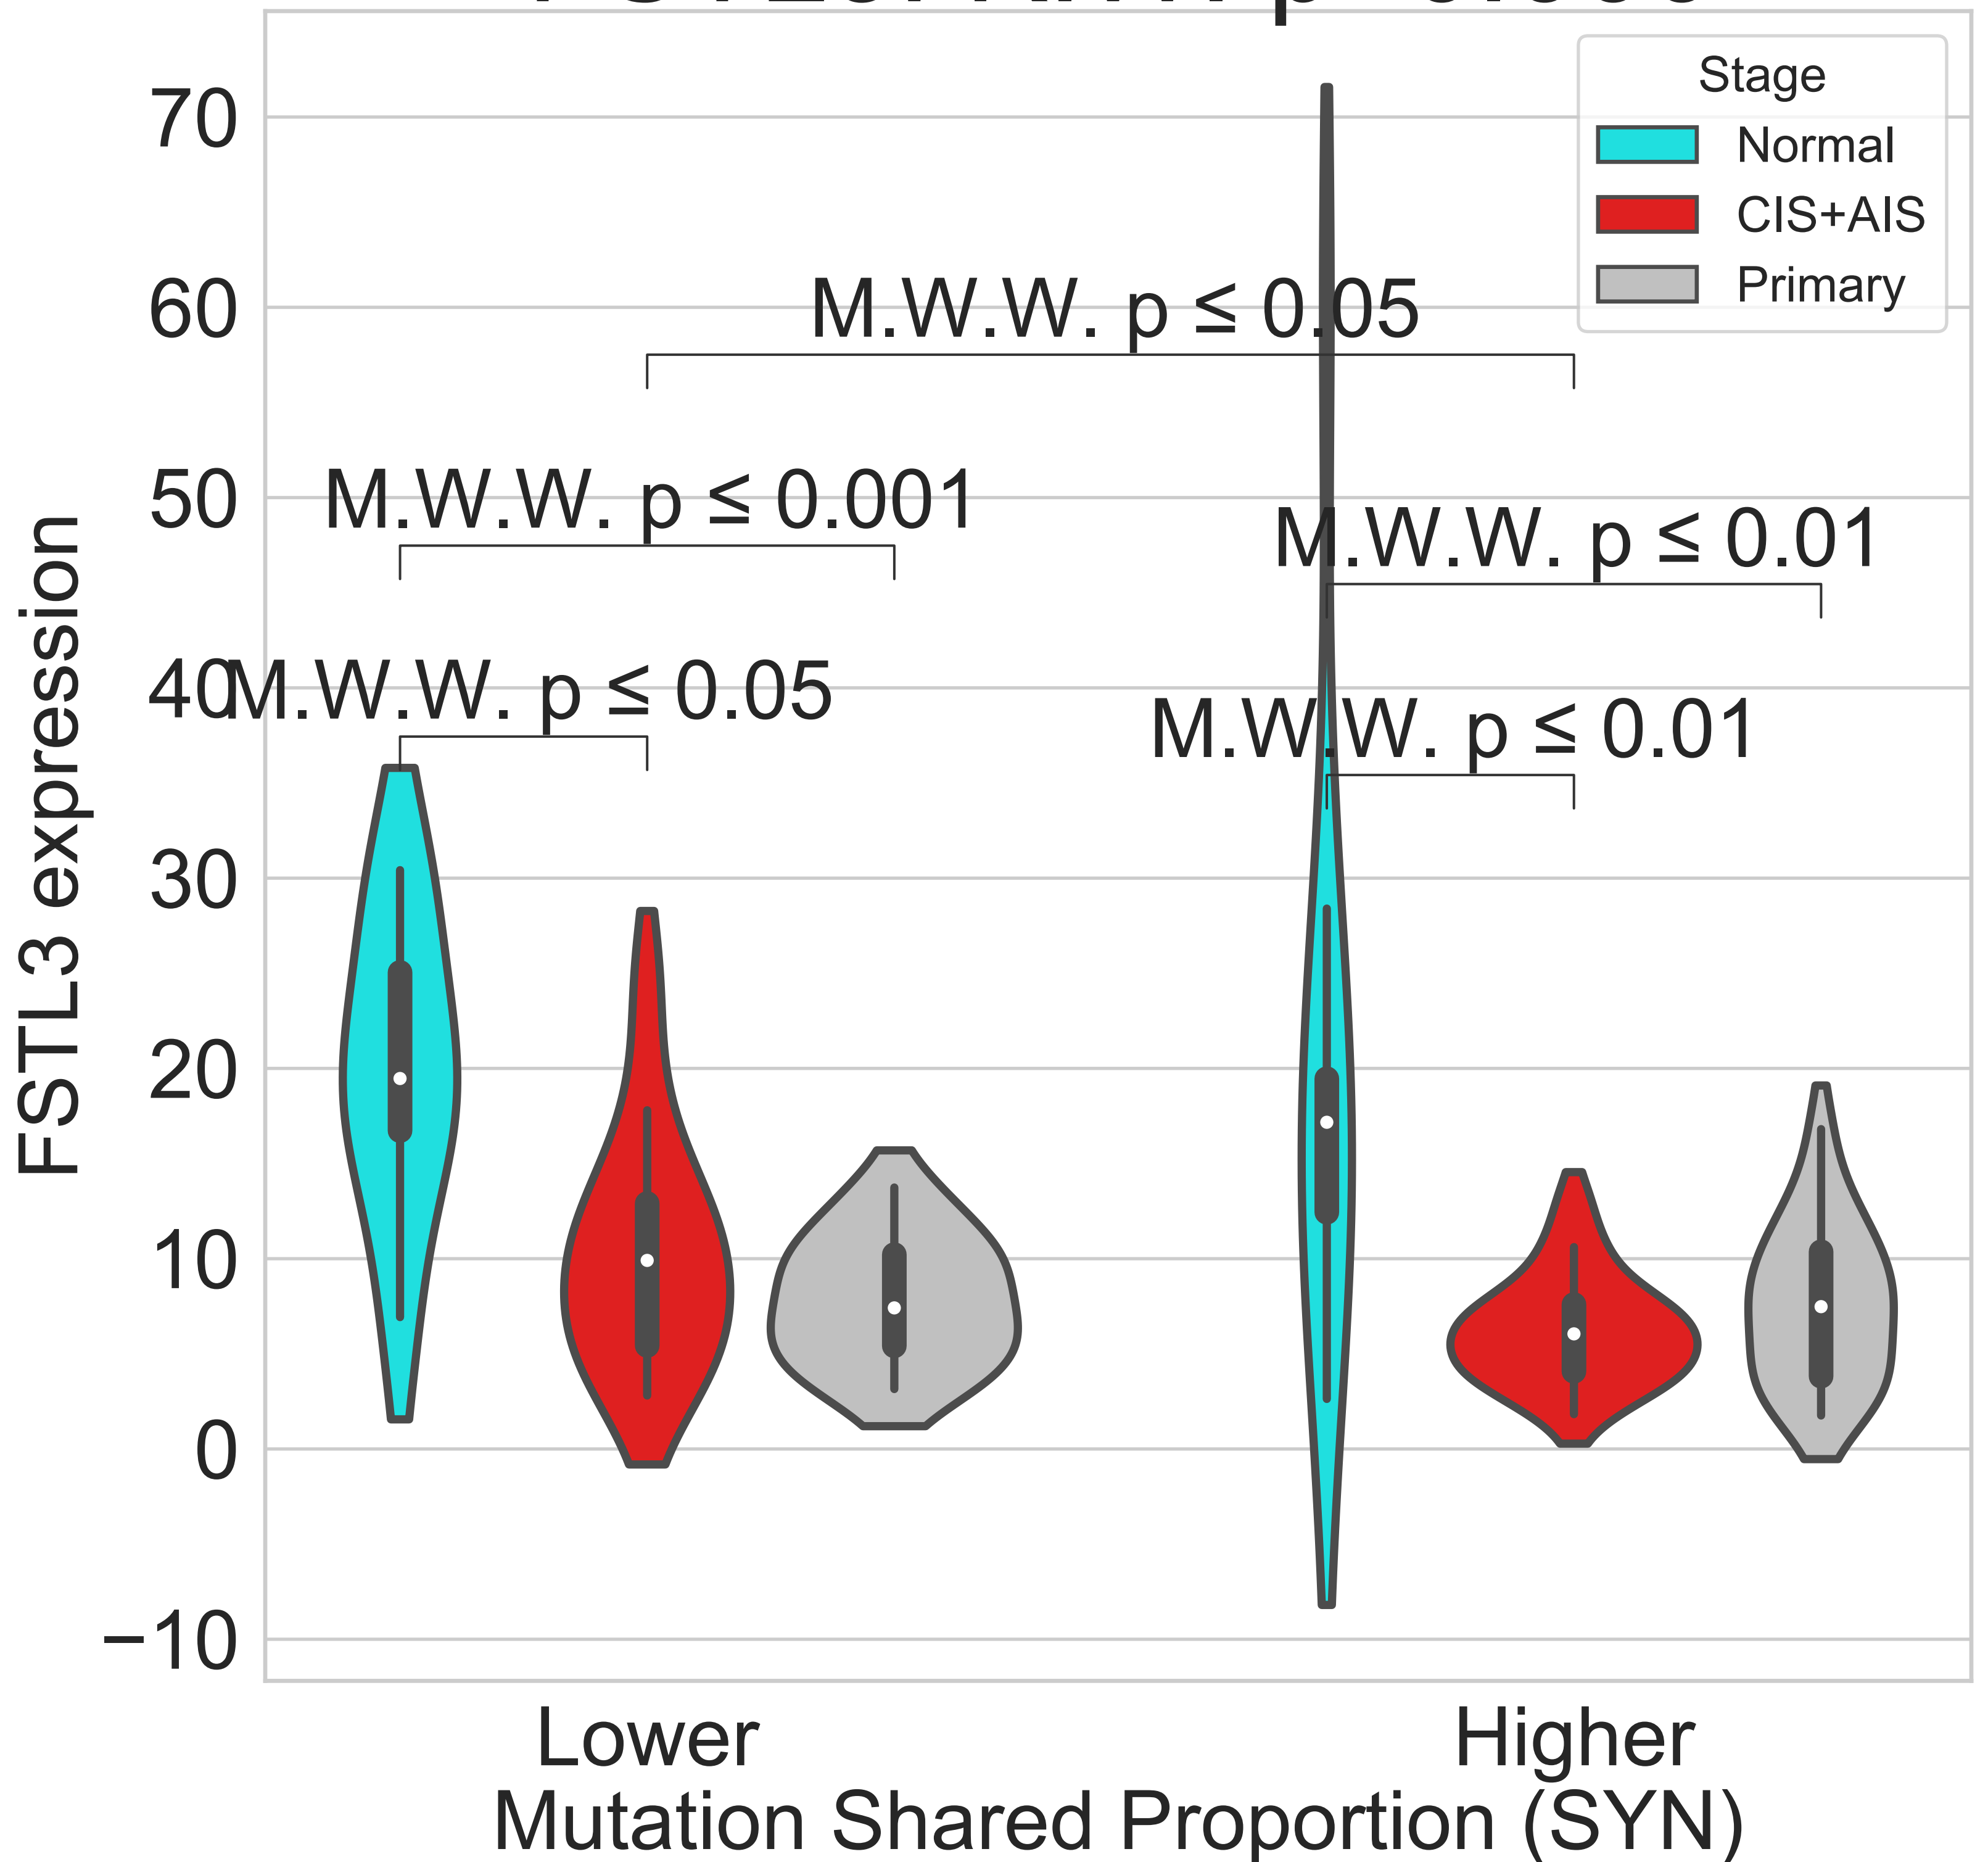 Stage
Normal
CIS+AIS
Primary
70
60
50
40
30
20
10
0
−10
FSTL3 expression
M.W.W. p ≤ 0.05
M.W.W. p ≤ 0.001
M.W.W. p ≤ 0.01
M.W.W. p ≤ 0.05
M.W.W. p ≤ 0.01
Lower
Higher
Mutation Shared Proportion (SYN)